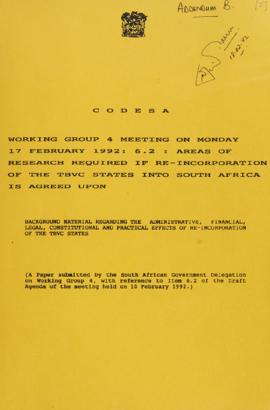 Addendum B.
C O D E S A
WORKING GROUP 4 MEETING ON MONDAY
17 FEBRUARY 1992: 6.2 : AREAS OF
RESEARCH REQUIRED IF RE-INCORPORATION
OF THE TBVC STATES INTO SOUTH AFRICA
IS AGREED UPON
BACKGROUND MATERIAL REGARDING THE ADMINISTRATIVE, FINANCIAL,
LEGAL, CONSTITUTIONAL AND PRACTICAL EFFECTS OF RE-INCORPORATION
OF THE TBVC STATES
(A Paper submitted by the South African Government Delegation
on Working Group 4, with reference to Item 6.2 of the Draft
Agenda of the meeting held on 10 February 1992.)